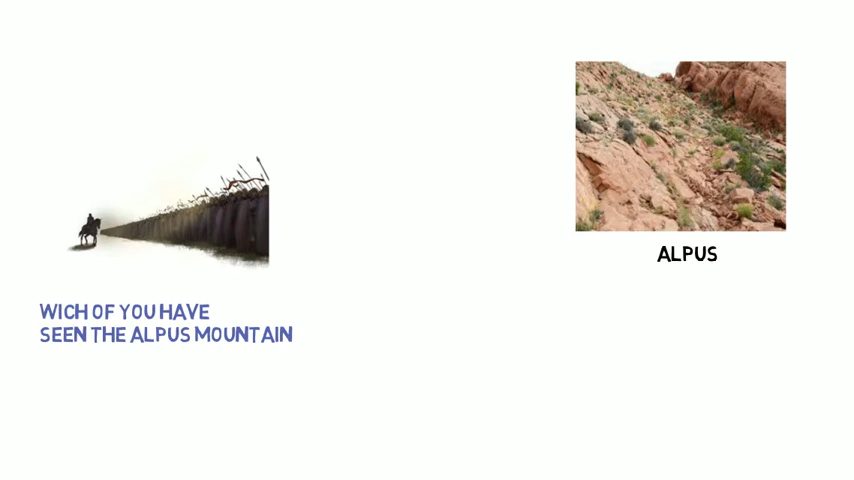 ALPUS
WICH OF YOU HAVE
SEEN THE ALPUS MOUNTAIN